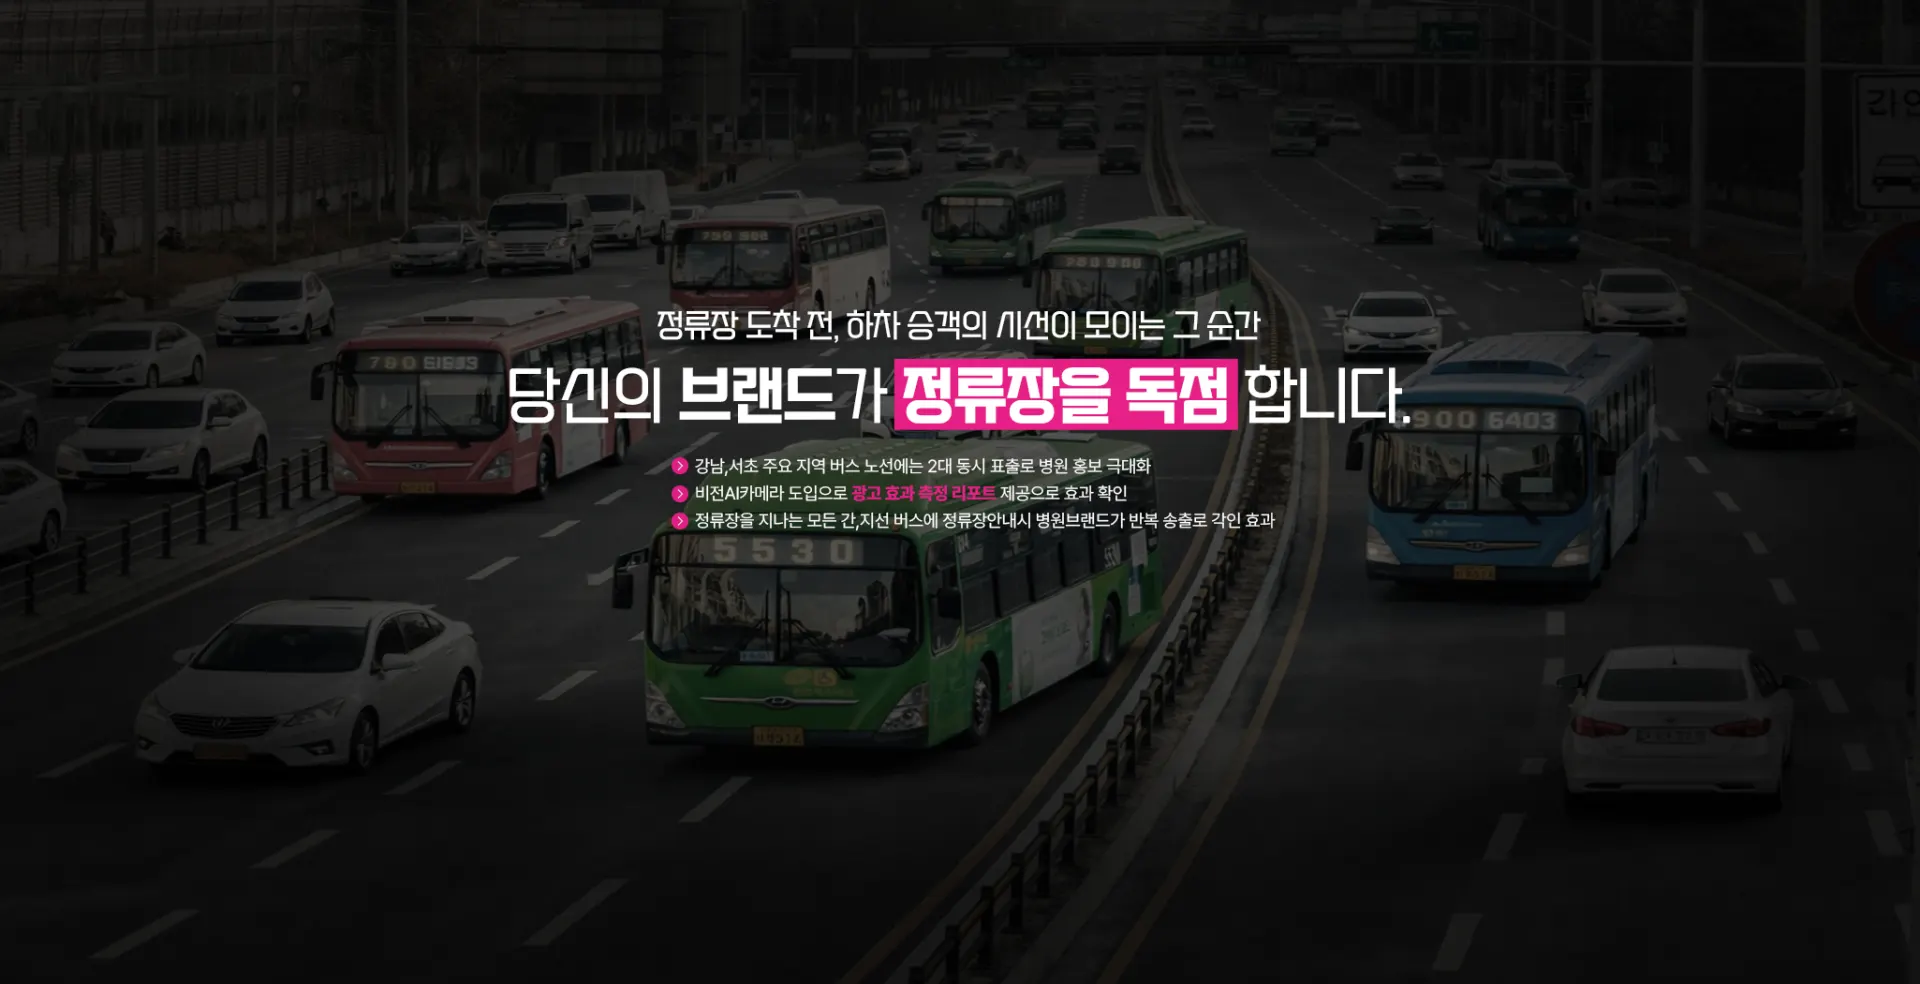 정류장 도착 전, 하차 승객의 시선이 모이는 그 순간
당신의 브랜드가 정류장을 독점 합니다.
강남,서초 주요 지역 버스 노선에는 2대 동시 표출로 병원 홍보 극대화
비전AI카메라 도입으로 광고 효과 측정 리포트 제공으로 효과 확인
정류장을 지나는 모든 간,지선 버스에 정류장안내시 병원브랜드가 반복 송출로 각인 효과
900 6403
5530